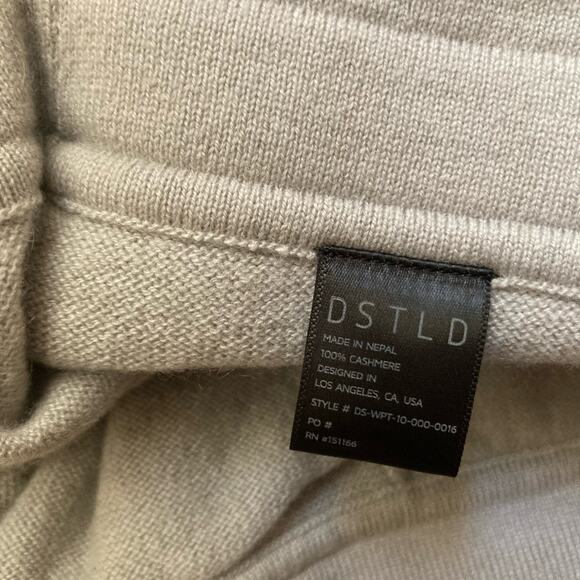 DSTLD
MADE IN NEPAL
100% CASHMERE
DESIGNED IN
LOS ANGELES, CA, USA
STYLE # DS-WPT-10-000-0016
PO #
RN #151166